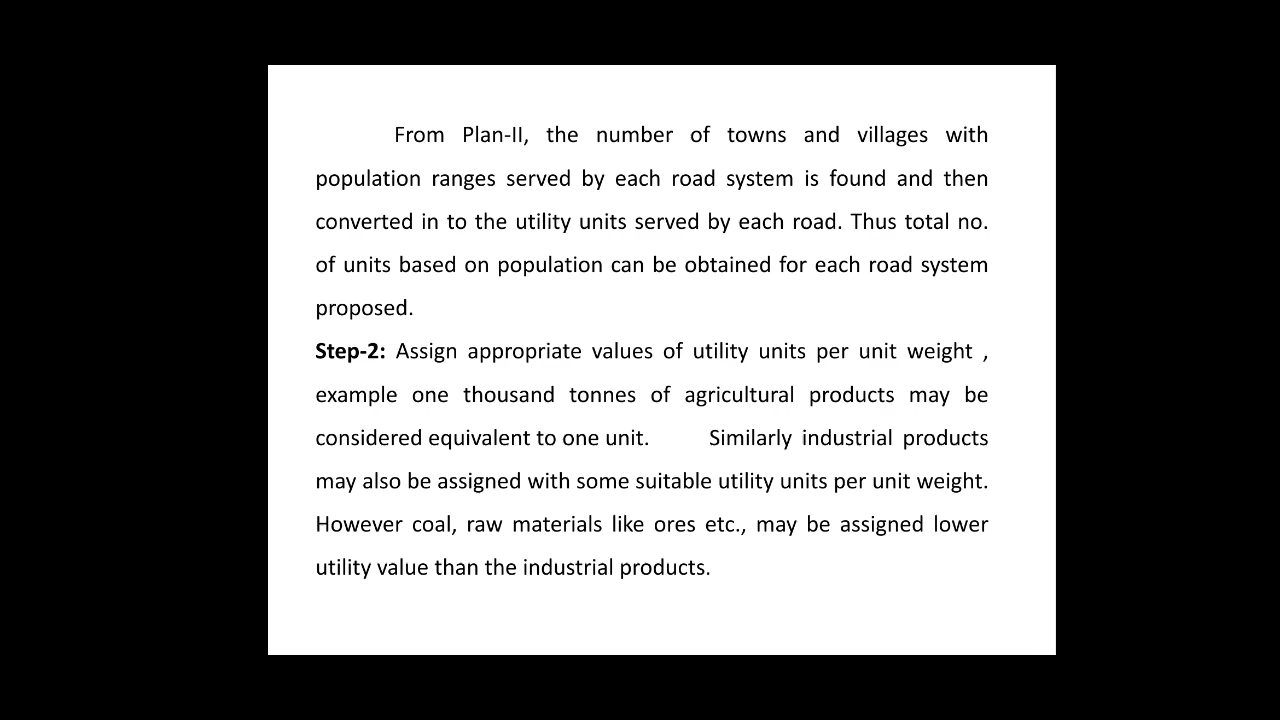 From Plan-II, the number of towns and villages with
population ranges served by each road system is found and then
converted in to the utility units served by each road. Thus total no.
of units based on population can be obtained for each road system
proposed.
Step-2: Assign appropriate values of utility units per unit weight ,
example one thousand tonnes of agricultural products may be
considered equivalent to one unit. Similarly industrial products
may also be assigned with some suitable utility units per unit weight.
However coal, raw materials like ores etc., may be assigned lower
utility value than the industrial products.